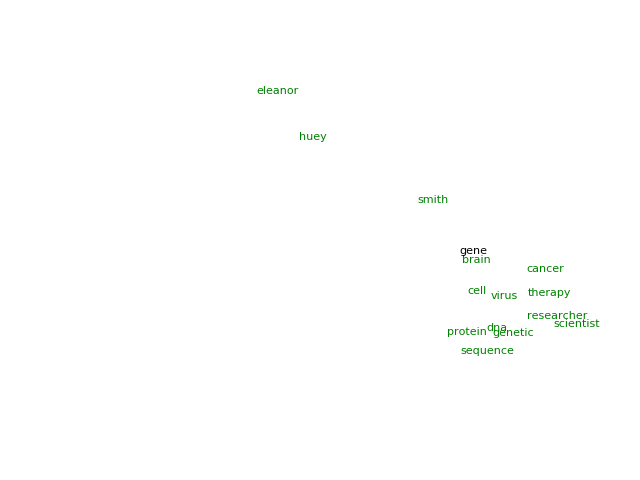 eleanor
huey
smith
gene
brain
cancer
cell
virus
therapy
researcher
scientist
dna
protein
genetic
sequence